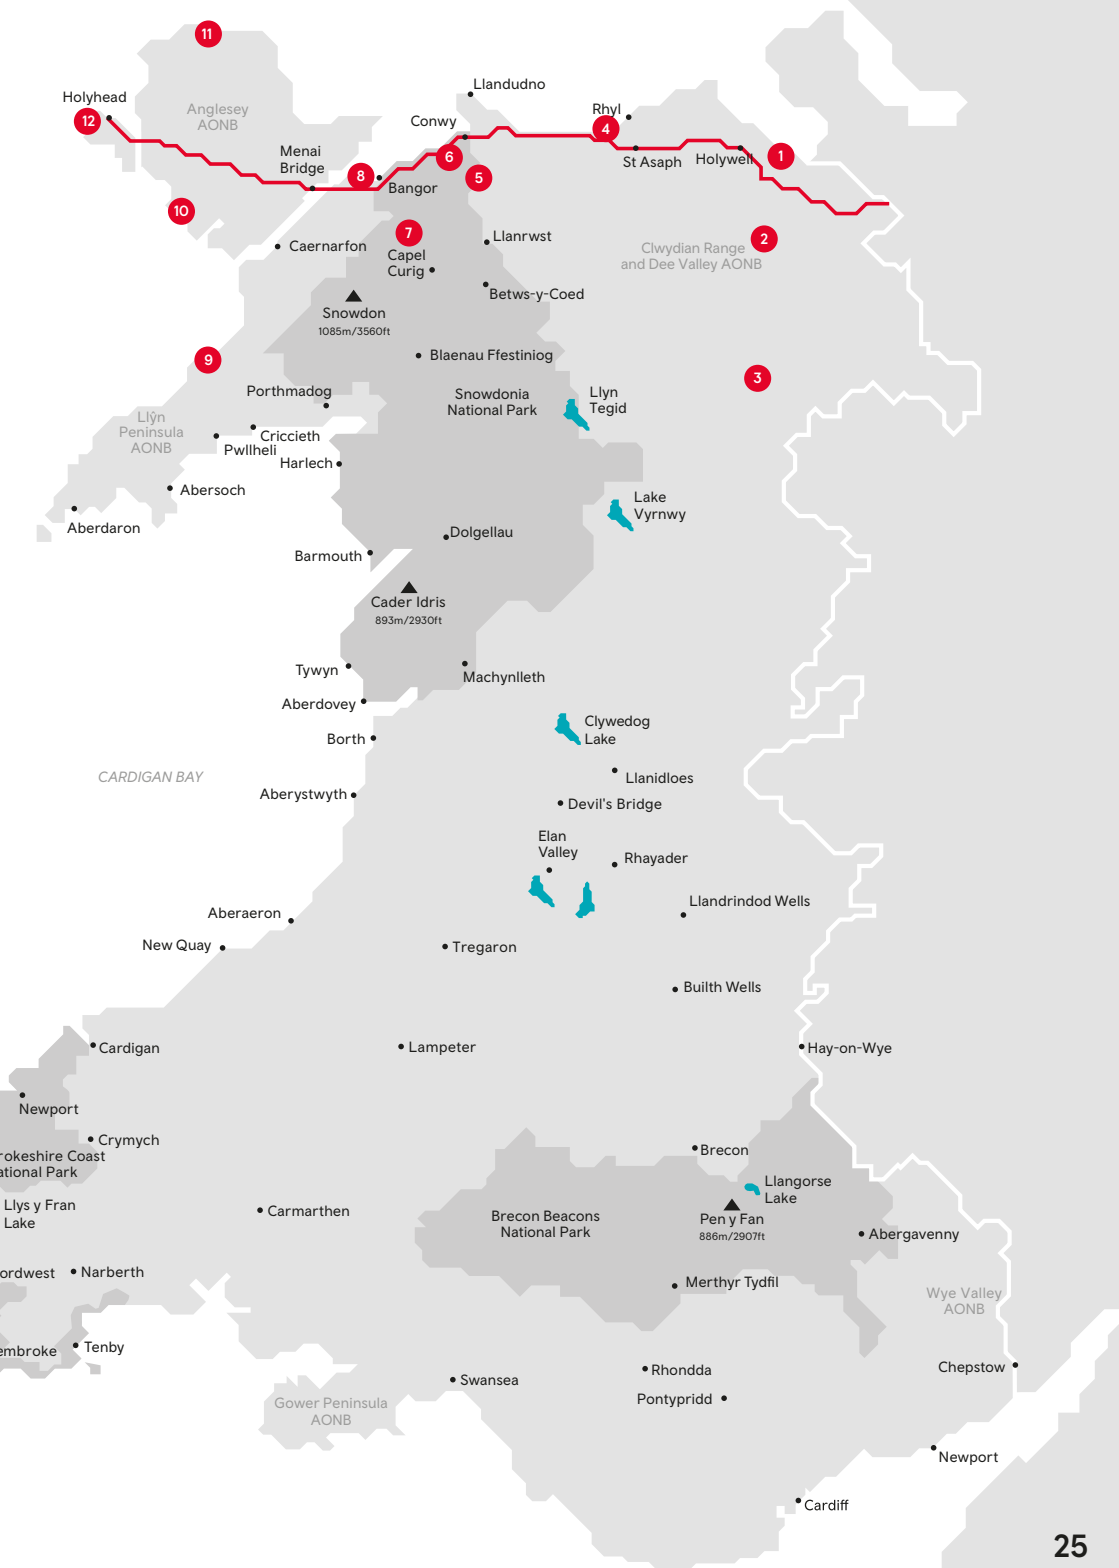 11
Llandudno
Holyhead
Anglesey
AONB
Rhyl
12
Conwy
4
Menai
Bridge
6
St Asaph
Holywell
1
8
Bangor
5
10
7
Llanrwst
2
Caernarfon
Clwydian Range
and Dee Valley AONB
Capel
Curig
Betws-y-Coed
Snowdon
1085m/3560ft
9
Blaenau Ffestiniog
3
Porthmadog
Snowdonia
National Park
Llyn
Tegid
Llŷn
Peninsula
AONB
Criccieth
Pwllheli
Harlech
Abersoch
Lake
Vyrnwy
Aberdaron
Dolgellau
Barmouth
Cader Idris
893m/2930ft
Tywyn
Machynlleth
Aberdovey
Clywedog
Lake
Borth
CARDIGAN BAY
Llanidloes
Aberystwyth
Devil's Bridge
Elan
Valley
Rhayader
Llandrindod Wells
Aberaeron
New Quay
Tregaron
Builth Wells
Cardigan
Lampeter
Hay-on-Wye
Newport
Crymych
rokeshire Coast
ational Park
Brecon
Llangorse
Lake
Llys y Fran
Lake
Carmarthen
Brecon Beacons
National Park
Pen y Fan
886m/2907ft
Abergavenny
ordwest
Narberth
Merthyr Tydfil
Wye Valley
AONB
embroke
Tenby
Chepstow
Rhondda
Swansea
Pontypridd
Gower Peninsula
AONB
Newport
Cardiff
25